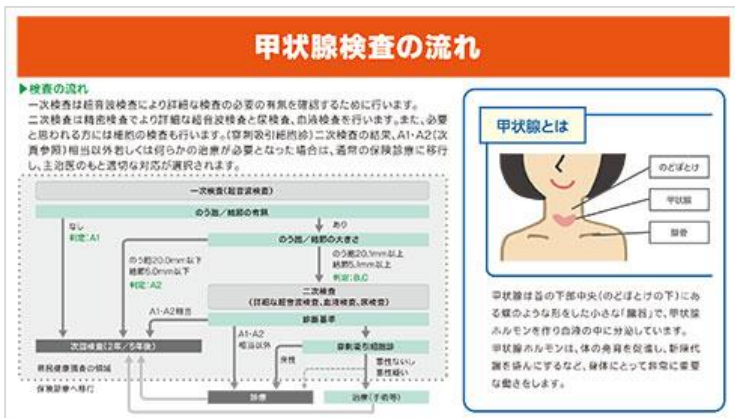 甲状腺検査の流れ
▶検査の流れ
一次検査は超音波検査により詳細な検査の必要の有無を確認するために行います。
二次検査は精密検査でより詳細な超音波検査と尿検査、血液検査を行います。また、必要
と思われる方には細胞の検査も行います。(穿刺吸引細胞診)二次検査の結果、A1・A2(次
頁参照)相当以外若しくは何らかの治療が必要となった場合は、通常の保険診療に移行
し、主治医のもと適切な対応が選択されます。
一次検査(超音波検査)
のう胞/結節の有無
なし
判定:A1
あり
のう胞/結節の大きさ
のう胞20.0mm以下
結節5.0mm以下
判定:A2
のう胞20.1mm以上
結節5.1mm以上
判定:B,C
二次検査
(詳細な超音波検査、血液検査、尿検査)
A1・A2相当
診断基準
A1・A2
相当以外
次回検査(2年/5年後)
穿刺吸引細胞診
良性
悪性ないし
悪性疑い
県民健康調査の領域
保険診療へ移行
診療
治療(手術等)
甲状腺とは
のどぼとけ
甲状腺
鎖骨
甲状腺は首の下部中央(のどぼとけの下)にあ
る蝶のような形をした小さな「臓器」で、甲状腺
ホルモンを作り血液の中に分泌しています。
甲状腺ホルモンは、体の発育を促進し、新陳代
謝を盛んにするなど、身体にとって非常に重要
な働きをします。